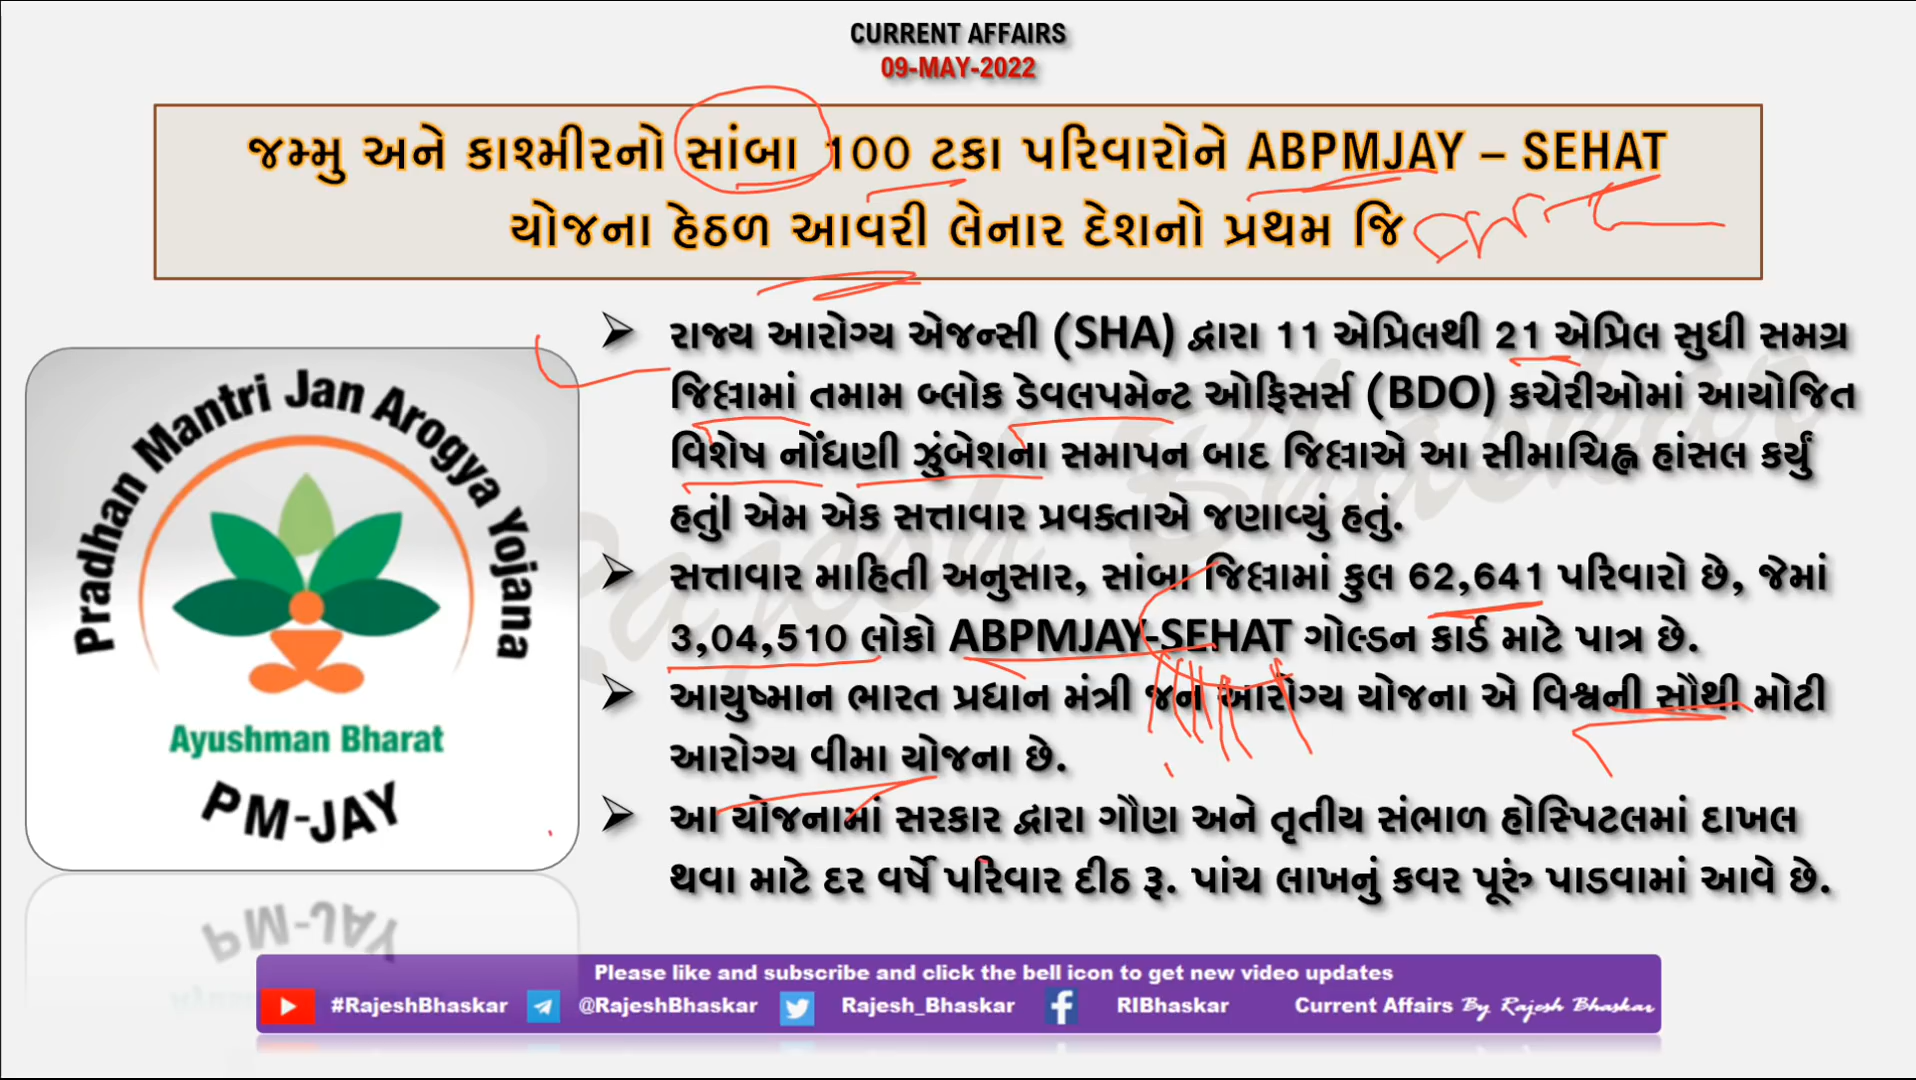 CURRENT AFFAIRS
09-MAY-2022
જમ્મુ અને કાશ્મીરનો સાંબા 100 ટકા પરિવારોને ABPMJAY – SEHAT
યોજના હેઠળ આવરી લેનાર દેશનો પ્રથમ જિ
➢ રાજ્ય આરોગ્ય એજન્સી (SHA) દ્વારા 11 એપ્રિલથી 21 એપ્રિલ સુધી સમગ્ર
જિલ્લામાં તમામ બ્લોક ડેવલપમેન્ટ ઓફિસર્સ (BDO) કચેરીઓમાં આયોજિત
વિશેષ નોંધણી ઝુંબેશના સમાપન બાદ જિલ્લાએ આ સીમાચિહ્ન હાંસલ કર્યું
હતું। એમ એક સત્તાવાર પ્રવક્તાએ જણાવ્યું હતું.
➢ સત્તાવાર માહિતી અનુસાર, સાંબા જિલ્લામાં કુલ 62,641 પરિવારો છે, જેમાં
3,04,510 લોકો ABPMJAY-SEHAT ગોલ્ડન કાર્ડ માટે પાત્ર છે.
➢ આયુષ્માન ભારત પ્રધાન મંત્રી જન આરોગ્ય યોજના એ વિશ્વની સૌથી મોટી
આરોગ્ય વીમા યોજના છે.
➢ આ યોજનામાં સરકાર દ્વારા ગૌણ અને તૃતીય સંભાળ હોસ્પિટલમાં દાખલ
થવા માટે દર વર્ષે પરિવાર દીઠ રૂ. પાંચ લાખનું કવર પૂરું પાડવામાં આવે છે.
Pradhan Mantri Jan Arogya Yojana
Ayushman Bharat
PM-JAY
Rajesh Bhaskar
Please like and subscribe and click the bell icon to get new video updates
#RajeshBhaskar @RajeshBhaskar Rajesh_Bhaskar RIBhaskar Current Affairs By Rajesh Bhaskar